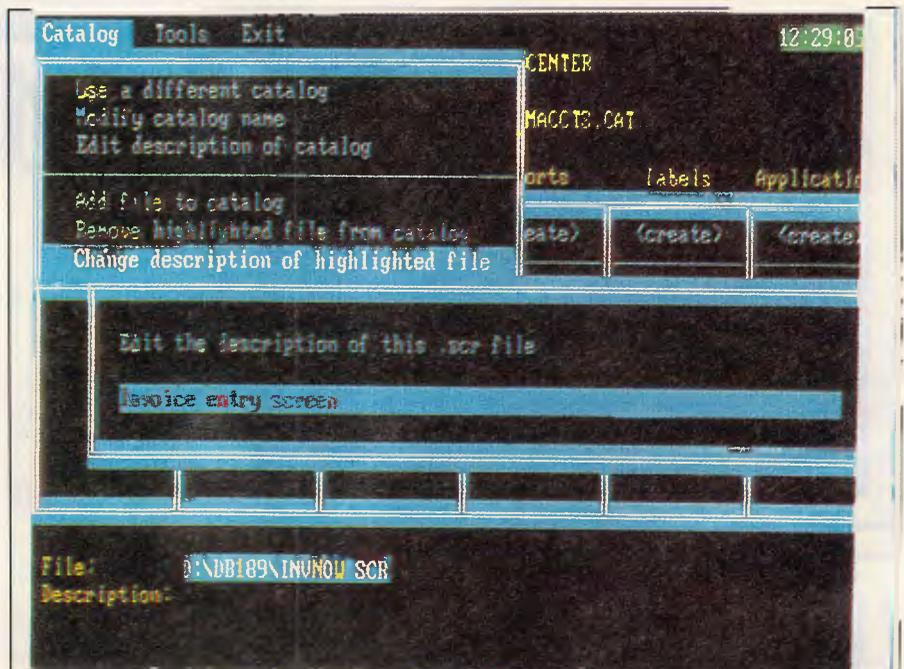 Catalog Tools Exit 12:29:0
CENTER
Use a different catalog
Modify catalog name
MACCTS.CAT
Edit description of catalog
orts labels Applicatio
Add file to catalog
Remove highlighted file from catalog
eate> <create> <create>
Change description of highlighted file
Edit the description of this .scr file
Invoice entry screen
File: D:\DB189\INVNOW SCR
Description: